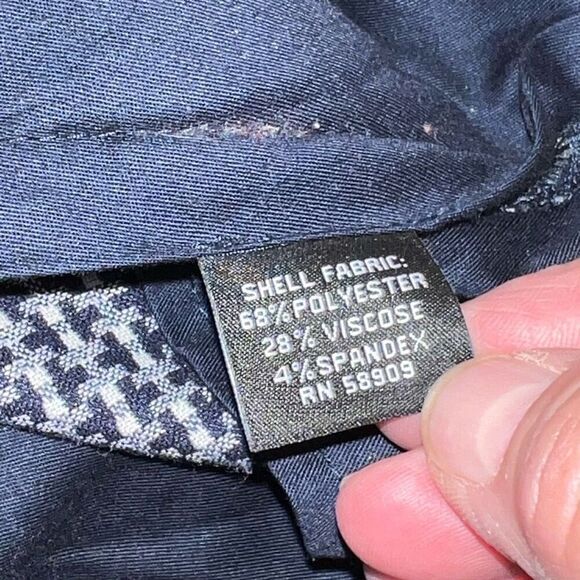 SHELL FABRIC:
68% POLYESTER
28% VISCOSE
4% SPANDEX
RN 58909